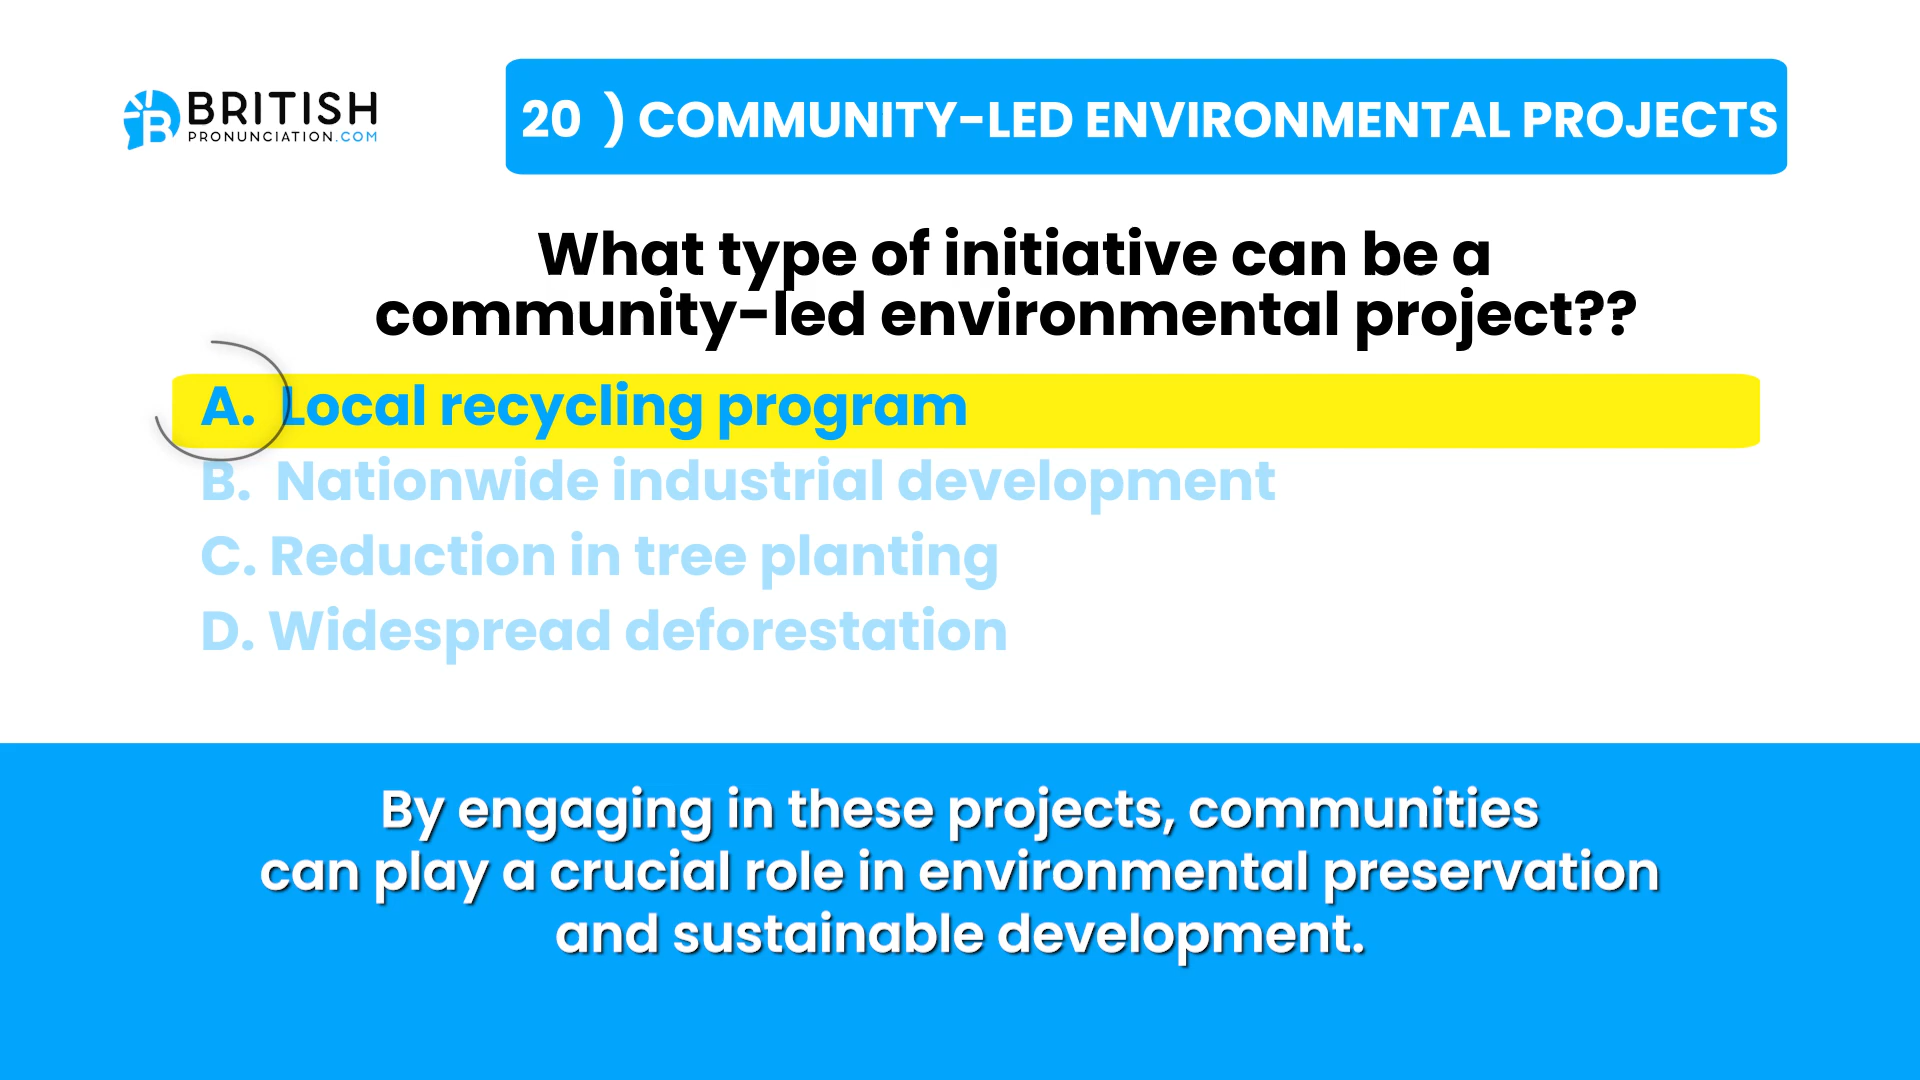 BRITISH
PRONUNCIATION.COM
20 ) COMMUNITY-LED ENVIRONMENTAL PROJECTS
What type of initiative can be a
community-led environmental project??
A. Local recycling program
B. Nationwide industrial development
C. Reduction in tree planting
D. Widespread deforestation
By engaging in these projects, communities
can play a crucial role in environmental preservation
and sustainable development.